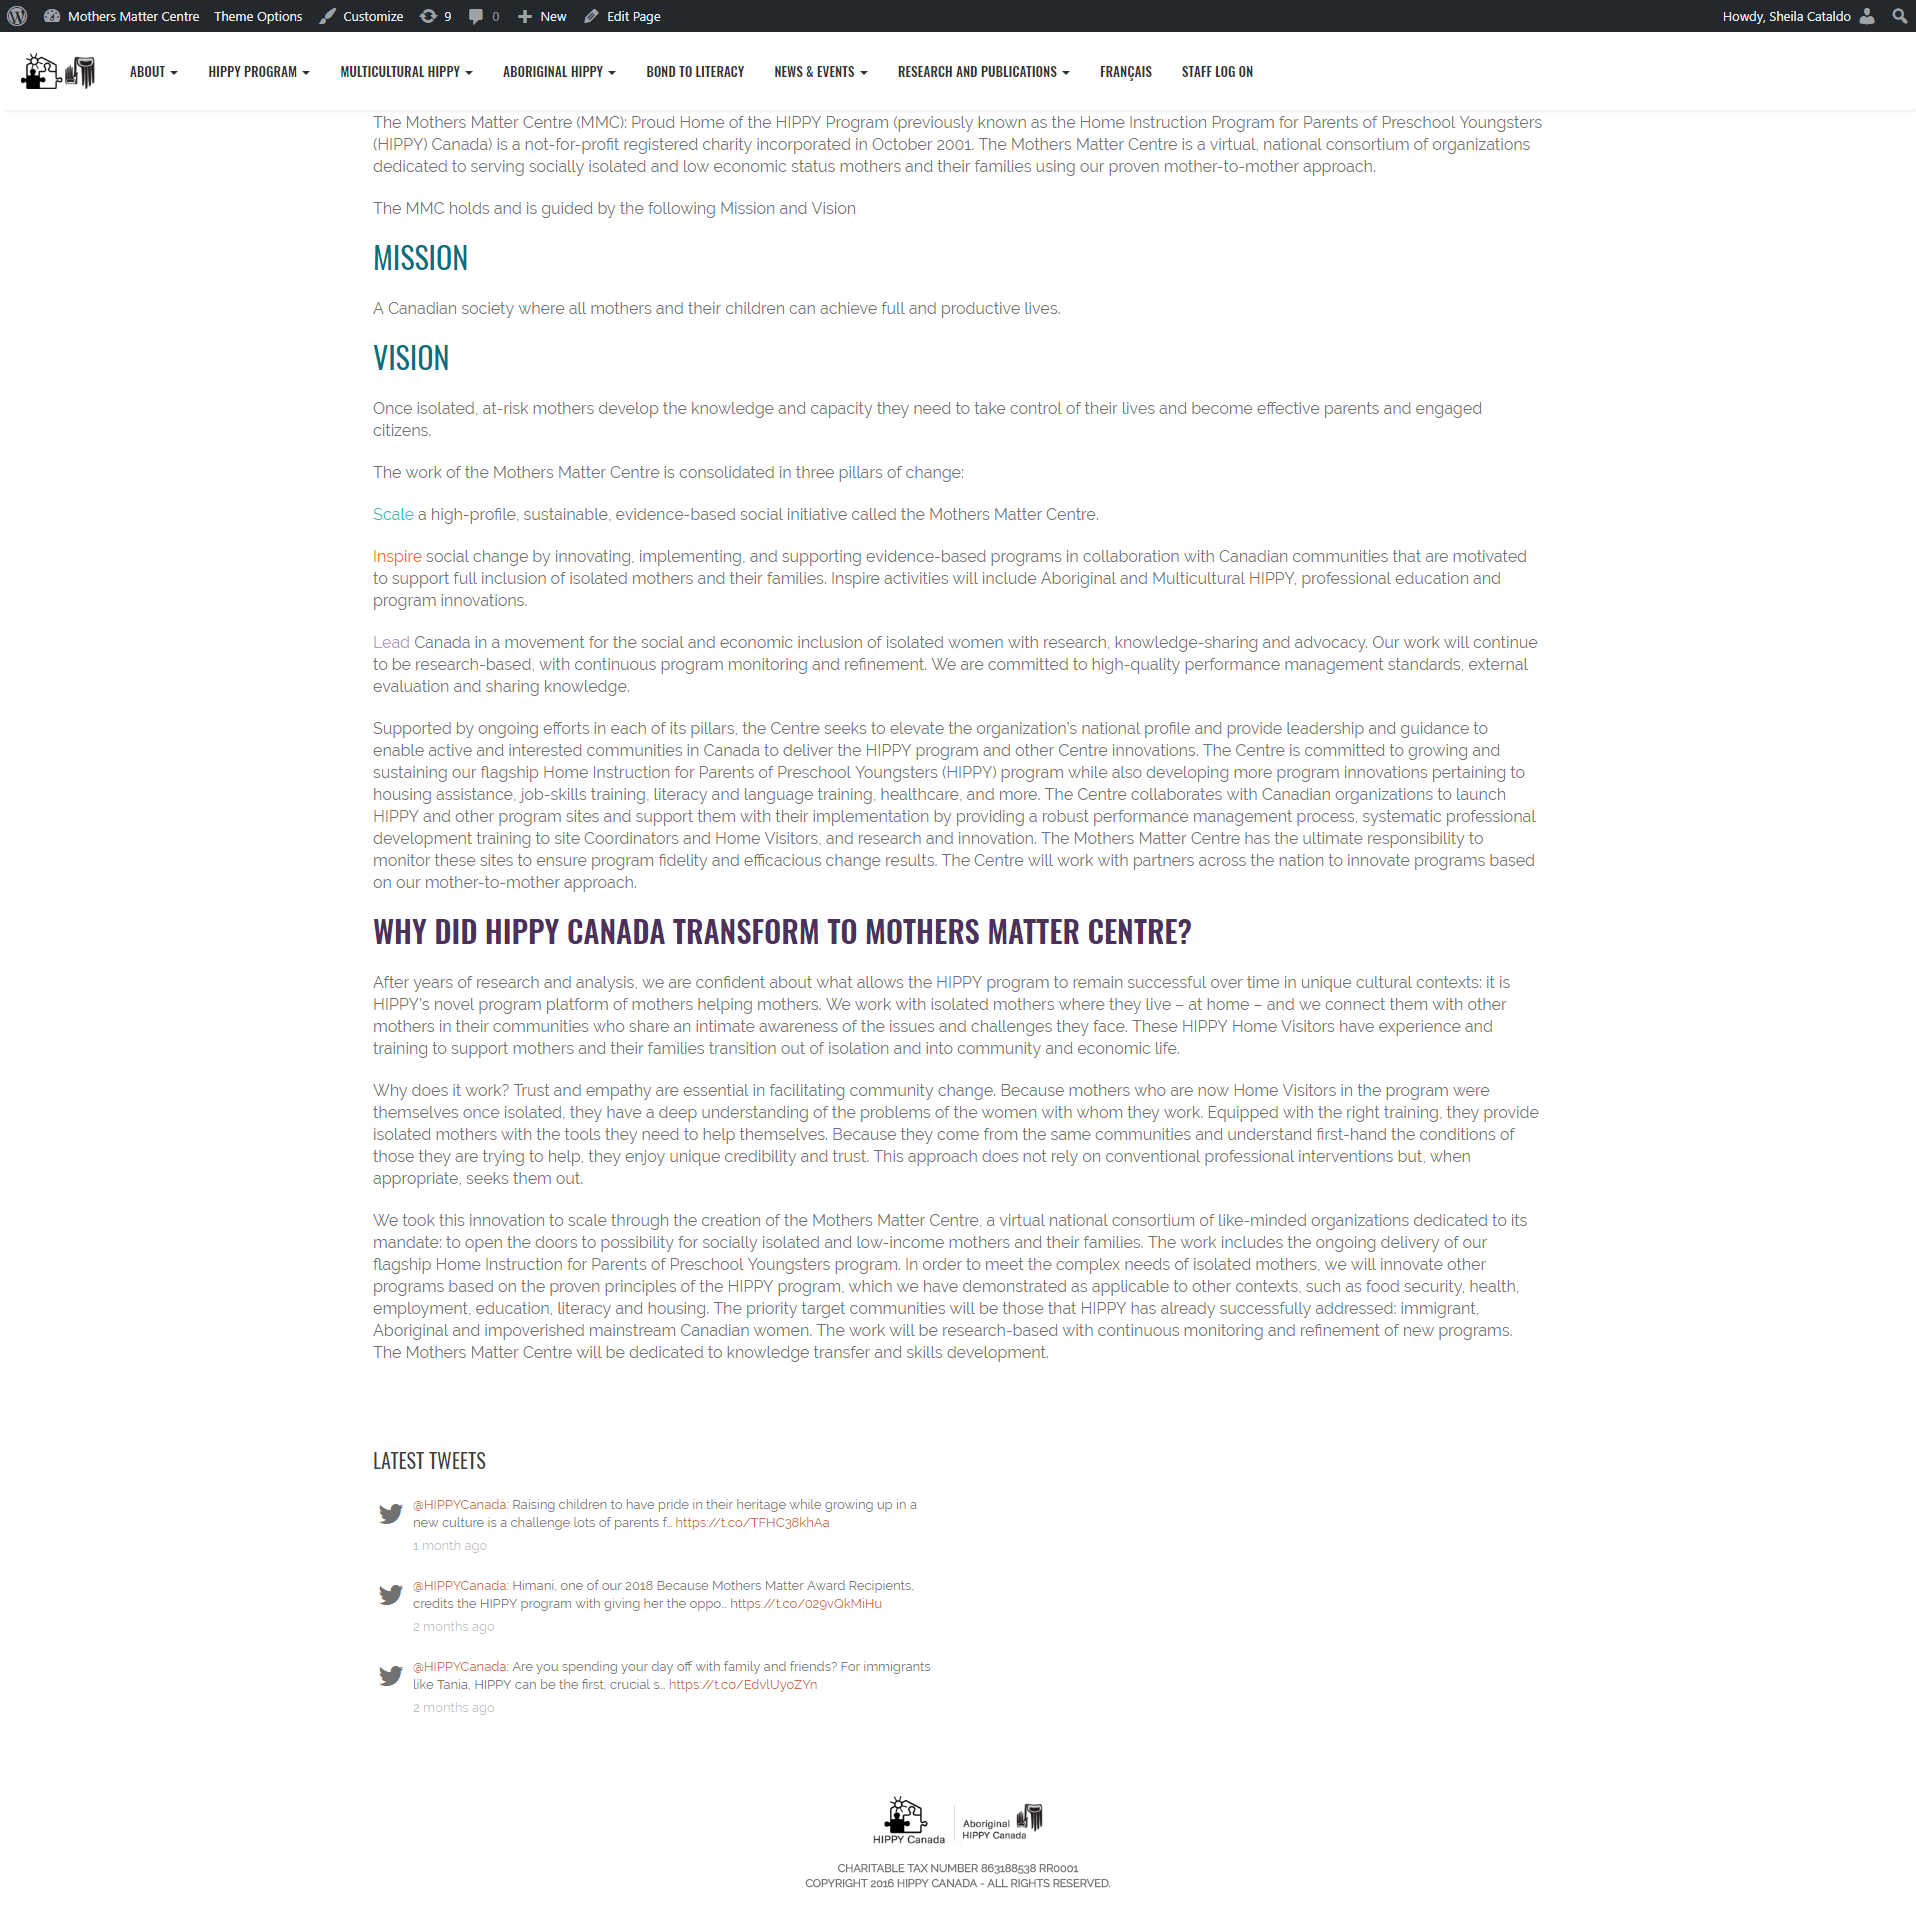 Mothers Matter Centre Theme Options Customize 9 0 New Edit Page Howdy, Sheila Cataldo
ABOUT HIPPY PROGRAM MULTICULTURAL HIPPY ABORIGINAL HIPPY BOND TO LITERACY NEWS & EVENTS RESEARCH AND PUBLICATIONS FRANÇAIS STAFF LOG ON
The Mothers Matter Centre (MMC): Proud Home of the HIPPY Program (previously known as the Home Instruction Program for Parents of Preschool Youngsters
(HIPPY) Canada) is a not-for-profit registered charity incorporated in October 2001. The Mothers Matter Centre is a virtual, national consortium of organizations
dedicated to serving socially isolated and low economic status mothers and their families using our proven mother-to-mother approach.
The MMC holds and is guided by the following Mission and Vision
MISSION
A Canadian society where all mothers and their children can achieve full and productive lives.
VISION
Once isolated, at-risk mothers develop the knowledge and capacity they need to take control of their lives and become effective parents and engaged
citizens.
The work of the Mothers Matter Centre is consolidated in three pillars of change:
Scale a high-profile, sustainable, evidence-based social initiative called the Mothers Matter Centre.
Inspire social change by innovating, implementing, and supporting evidence-based programs in collaboration with Canadian communities that are motivated
to support full inclusion of isolated mothers and their families. Inspire activities will include Aboriginal and Multicultural HIPPY, professional education and
program innovations.
Lead Canada in a movement for the social and economic inclusion of isolated women with research, knowledge-sharing and advocacy. Our work will continue
to be research-based, with continuous program monitoring and refinement. We are committed to high-quality performance management standards, external
evaluation and sharing knowledge.
Supported by ongoing efforts in each of its pillars, the Centre seeks to elevate the organization's national profile and provide leadership and guidance to
enable active and interested communities in Canada to deliver the HIPPY program and other Centre innovations. The Centre is committed to growing and
sustaining our flagship Home Instruction for Parents of Preschool Youngsters (HIPPY) program while also developing more program innovations pertaining to
housing assistance, job-skills training, literacy and language training, healthcare, and more. The Centre collaborates with Canadian organizations to launch
HIPPY and other program sites and support them with their implementation by providing a robust performance management process, systematic professional
development training to site Coordinators and Home Visitors, and research and innovation. The Mothers Matter Centre has the ultimate responsibility to
monitor these sites to ensure program fidelity and efficacious change results. The Centre will work with partners across the nation to innovate programs based
on our mother-to-mother approach.
WHY DID HIPPY CANADA TRANSFORM TO MOTHERS MATTER CENTRE?
After years of research and analysis, we are confident about what allows the HIPPY program to remain successful over time in unique cultural contexts: it is
HIPPY's novel program platform of mothers helping mothers. We work with isolated mothers where they live – at home – and we connect them with other
mothers in their communities who share an intimate awareness of the issues and challenges they face. These HIPPY Home Visitors have experience and
training to support mothers and their families transition out of isolation and into community and economic life.
Why does it work? Trust and empathy are essential in facilitating community change. Because mothers who are now Home Visitors in the program were
themselves once isolated, they have a deep understanding of the problems of the women with whom they work. Equipped with the right training, they provide
isolated mothers with the tools they need to help themselves. Because they come from the same communities and understand first-hand the conditions of
those they are trying to help, they enjoy unique credibility and trust. This approach does not rely on conventional professional interventions but, when
appropriate, seeks them out.
We took this innovation to scale through the creation of the Mothers Matter Centre, a virtual national consortium of like-minded organizations dedicated to its
mandate: to open the doors to possibility for socially isolated and low-income mothers and their families. The work includes the ongoing delivery of our
flagship Home Instruction for Parents of Preschool Youngsters program. In order to meet the complex needs of isolated mothers, we will innovate other
programs based on the proven principles of the HIPPY program, which we have demonstrated as applicable to other contexts, such as food security, health,
employment, education, literacy and housing. The priority target communities will be those that HIPPY has already successfully addressed: immigrant,
Aboriginal and impoverished mainstream Canadian women. The work will be research-based with continuous monitoring and refinement of new programs.
The Mothers Matter Centre will be dedicated to knowledge transfer and skills development.
LATEST TWEETS
@HIPPYCanada: Raising children to have pride in their heritage while growing up in a
new culture is a challenge lots of parents f… https://t.co/TFHC38khAa
1 month ago
@HIPPYCanada: Himani, one of our 2018 Because Mothers Matter Award Recipients,
credits the HIPPY program with giving her the oppo… https://t.co/029vQkMiHu
2 months ago
@HIPPYCanada: Are you spending your day off with family and friends? For immigrants
like Tania, HIPPY can be the first, crucial s… https://t.co/EdvlUyoZYn
2 months ago
HIPPY Canada
Aboriginal
HIPPY Canada
CHARITABLE TAX NUMBER 863188538 RR0001
COPYRIGHT 2016 HIPPY CANADA - ALL RIGHTS RESERVED.